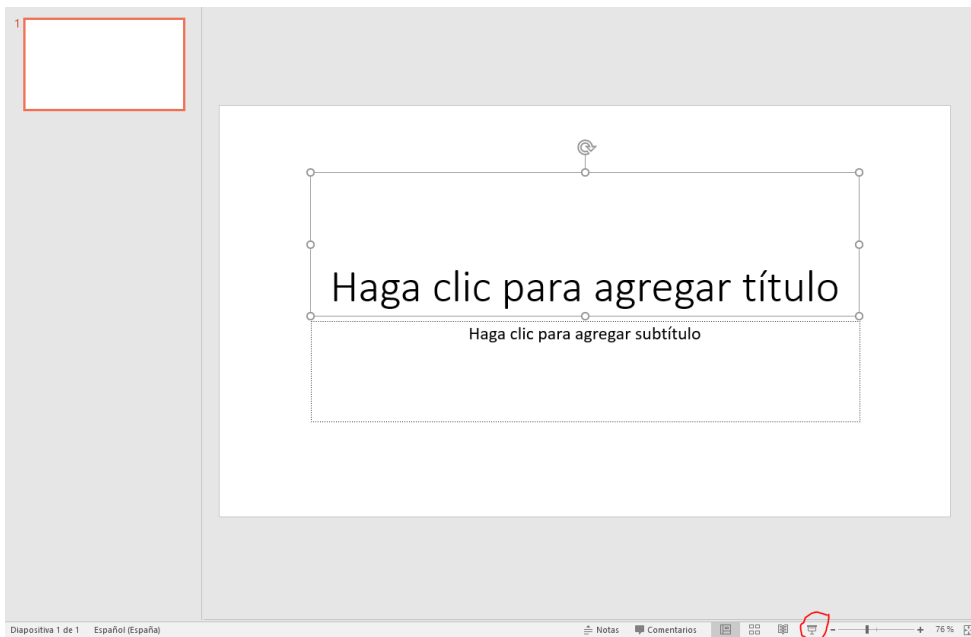 1
Haga clic para agregar título
Haga clic para agregar subtítulo
Diapositiva 1 de 1 Español (España) Notas Comentarios - + 76 %